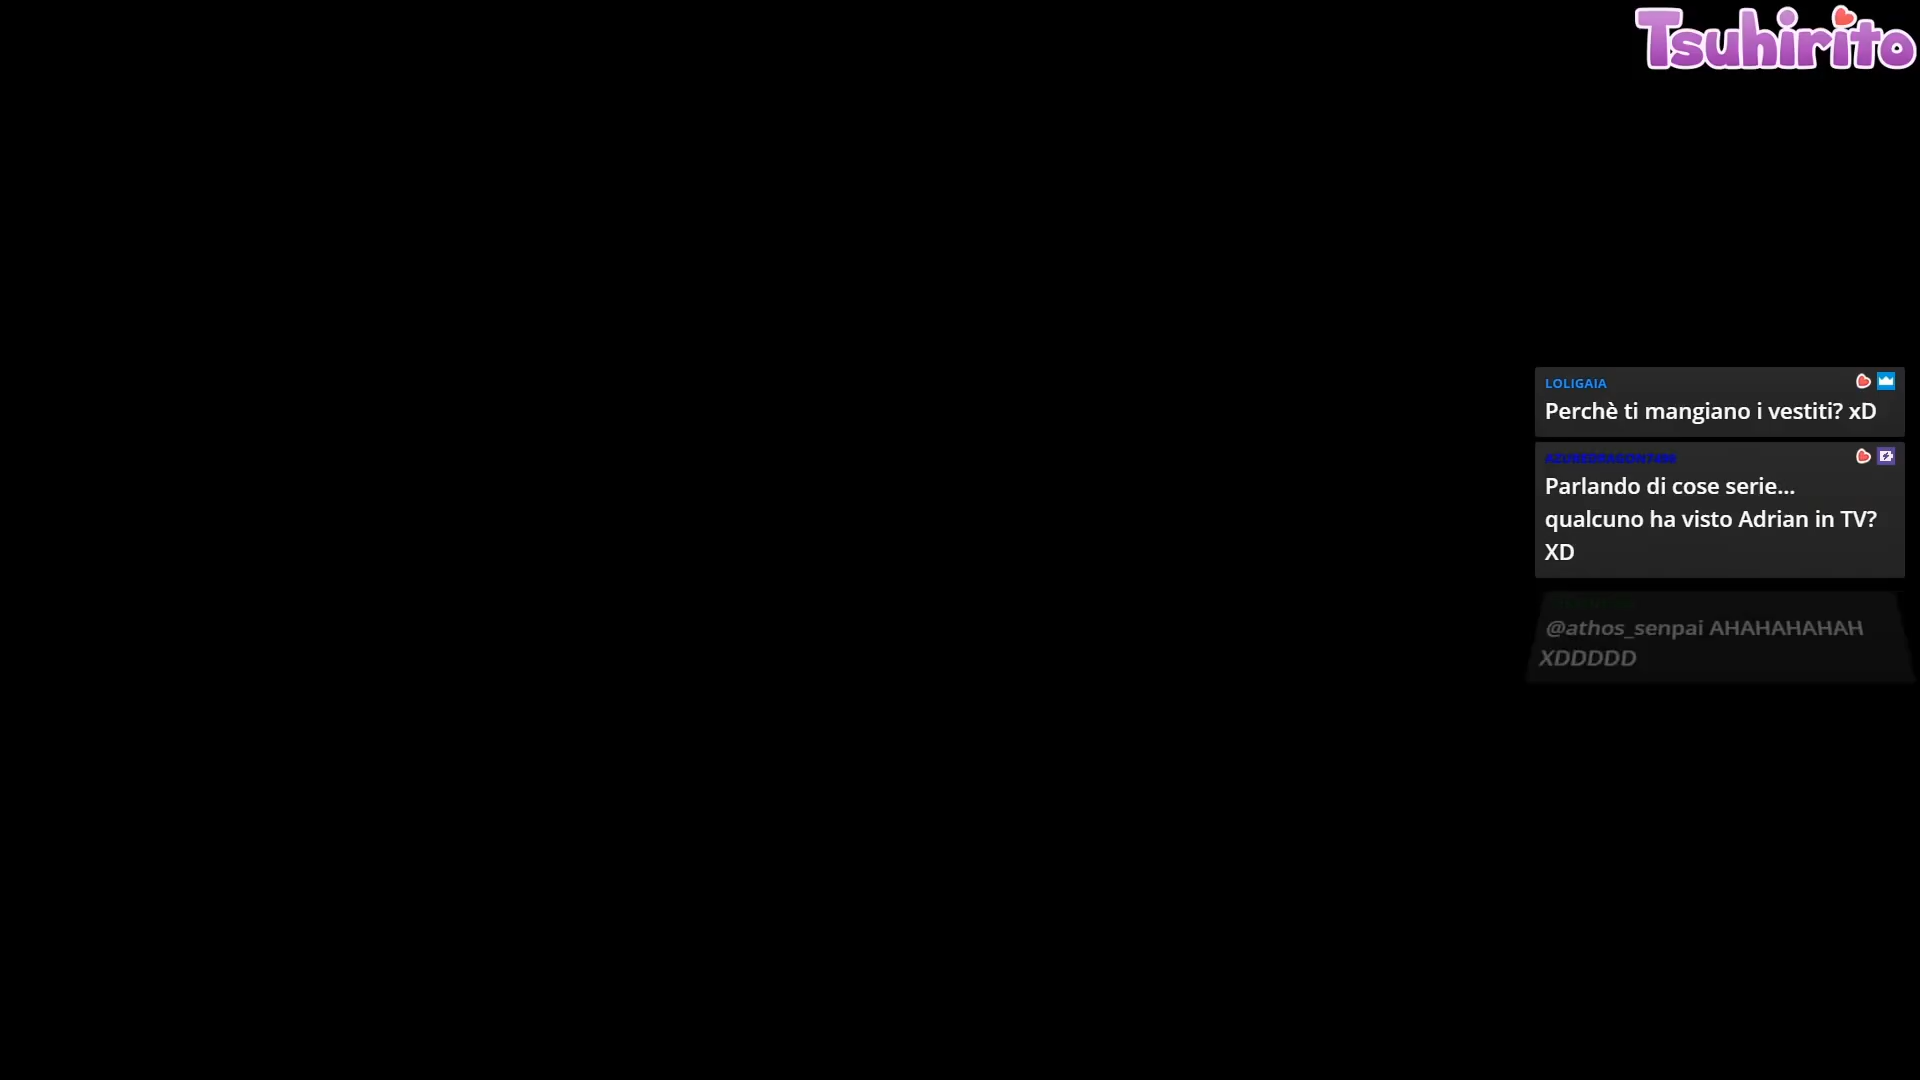 Tsuhirito
LOLIGAIA
Perchè ti mangiano i vestiti? xD
Parlando di cose serie...
qualcuno ha visto Adrian in TV?
XD
@athos_senpai AHAHAHAHAH
XDDDDD